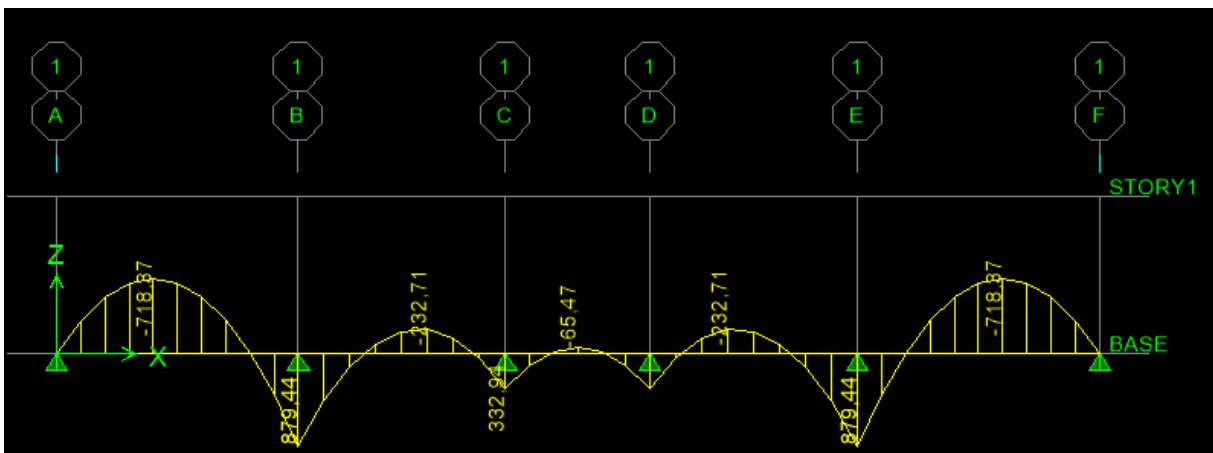 1 1 1 1 1 1
A B C D E F
STORY1
Z
-718,87 -232,71 -65,47 -232,71 -718,87
X
BASE
879,44 332,94 879,44